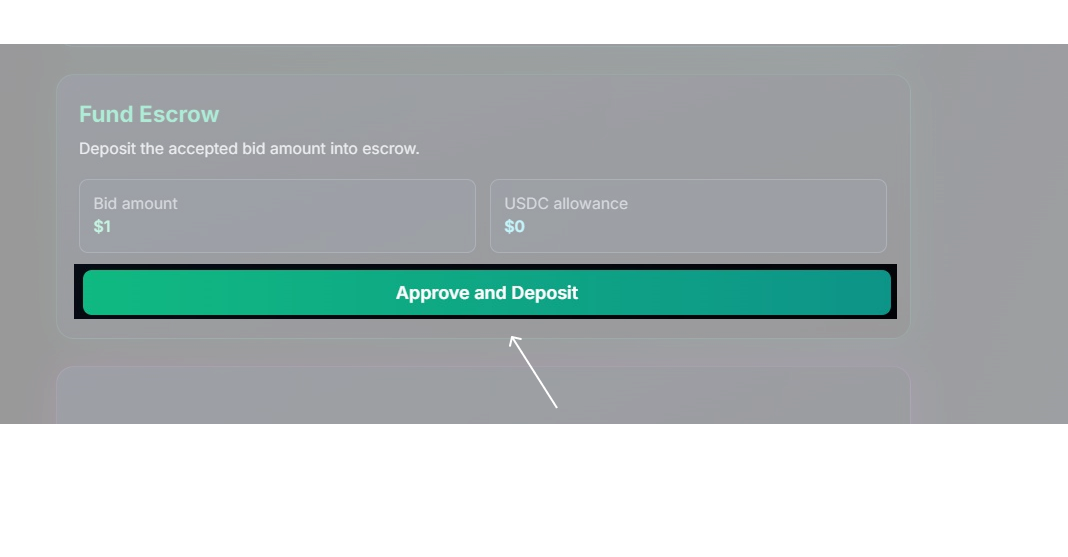 Fund Escrow
Deposit the accepted bid amount into escrow.
Bid amount
$1
USDC allowance
$0
Approve and Deposit